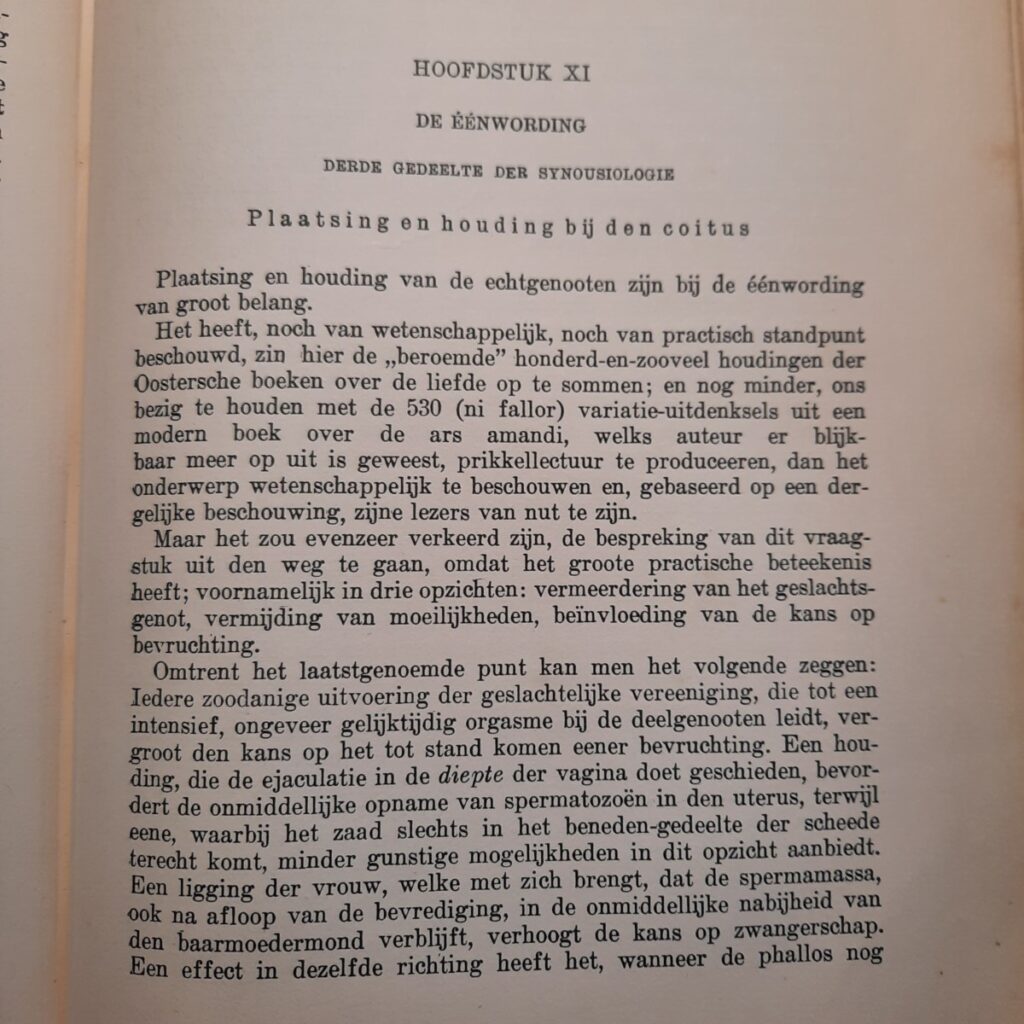 HOOFDSTUK XI
DE ÉÉNWORDING
DERDE GEDEELTE DER SYNOUSIOLOGIE
Plaatsing en houding bij den coitus
Plaatsing en houding van de echtgenooten zijn bij de éénwording
van groot belang.
Het heeft, noch van wetenschappelijk, noch van practisch standpunt
beschouwd, zin hier de „beroemde” honderd-en-zooveel houdingen der
Oostersche boeken over de liefde op te sommen; en nog minder, ons
bezig te houden met de 530 (ni fallor) variatie-uitdenksels uit een
modern boek over de ars amandi, welks auteur er blijk-
baar meer op uit is geweest, prikkellectuur te produceeren, dan het
onderwerp wetenschappelijk te beschouwen en, gebaseerd op een der-
gelijke beschouwing, zijne lezers van nut te zijn.
Maar het zou evenzeer verkeerd zijn, de bespreking van dit vraag-
stuk uit den weg te gaan, omdat het groote practische beteekenis
heeft; voornamelijk in drie opzichten: vermeerdering van het geslachts-
genot, vermijding van moeilijkheden, beïnvloeding van de kans op
bevruchting.
Omtrent het laatstgenoemde punt kan men het volgende zeggen:
Iedere zoodanige uitvoering der geslachtelijke vereeniging, die tot een
intensief, ongeveer gelijktijdig orgasme bij de deelgenooten leidt, ver-
groot den kans op het tot stand komen eener bevruchting. Een hou-
ding, die de ejaculatie in de diepte der vagina doet geschieden, bevor-
dert de onmiddellijke opname van spermatozoën in den uterus, terwijl
eene, waarbij het zaad slechts in het beneden-gedeelte der scheede
terecht komt, minder gunstige mogelijkheden in dit opzicht aanbiedt.
Een ligging der vrouw, welke met zich brengt, dat de spermamassa,
ook na afloop van de bevrediging, in de onmiddellijke nabijheid van
den baarmoedermond verblijft, verhoogt de kans op zwangerschap.
Een effect in dezelfde richting heeft het, wanneer de phallos nog